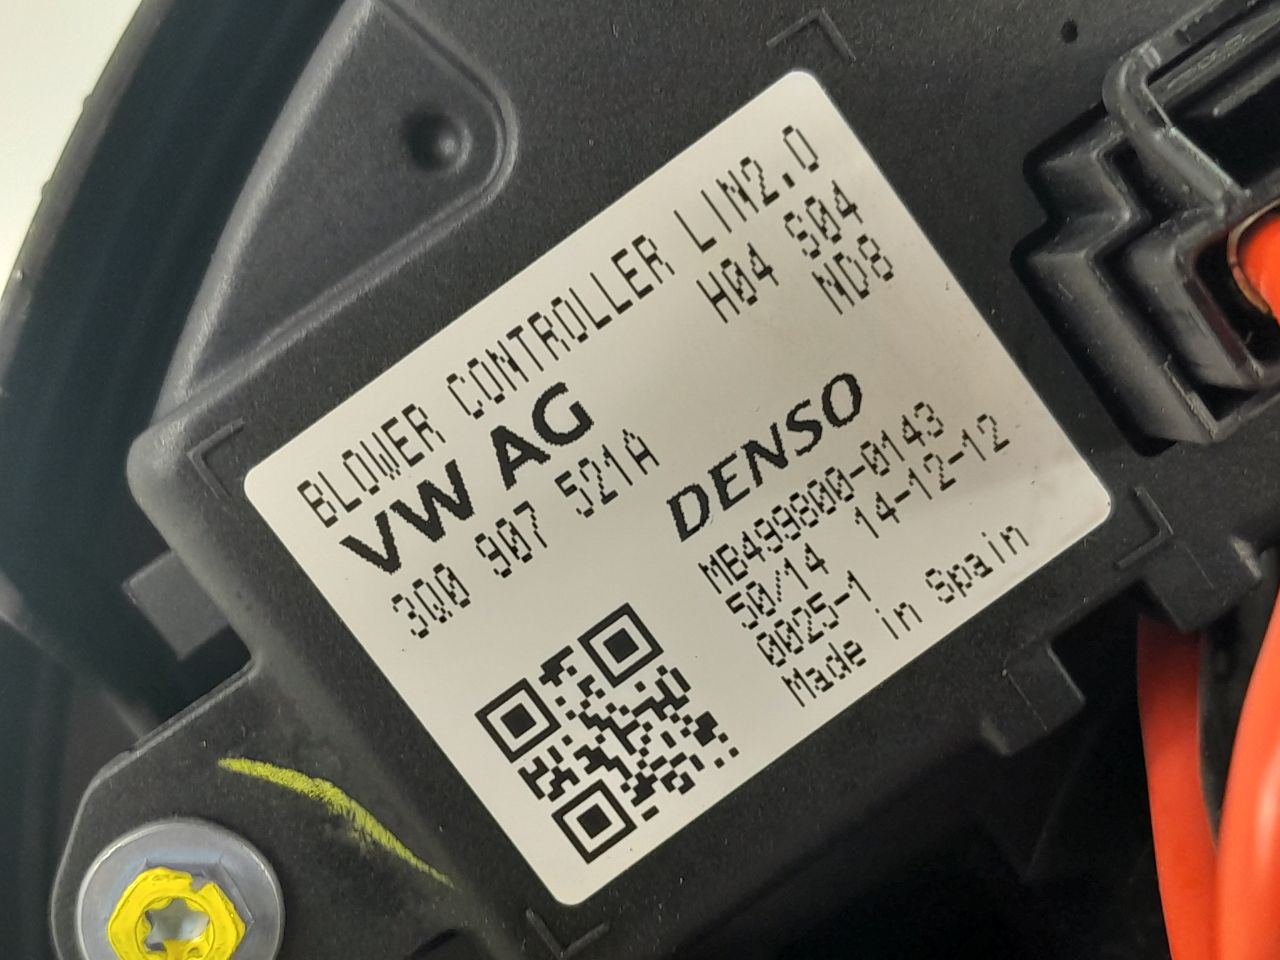 BLOWER CONTROLLER LIN2.0
VW AG
H04 S04
3Q0 907 521A
ND8
DENSO
MB499800-0143
50/14 14-12-12
0025-1
Made in Spain